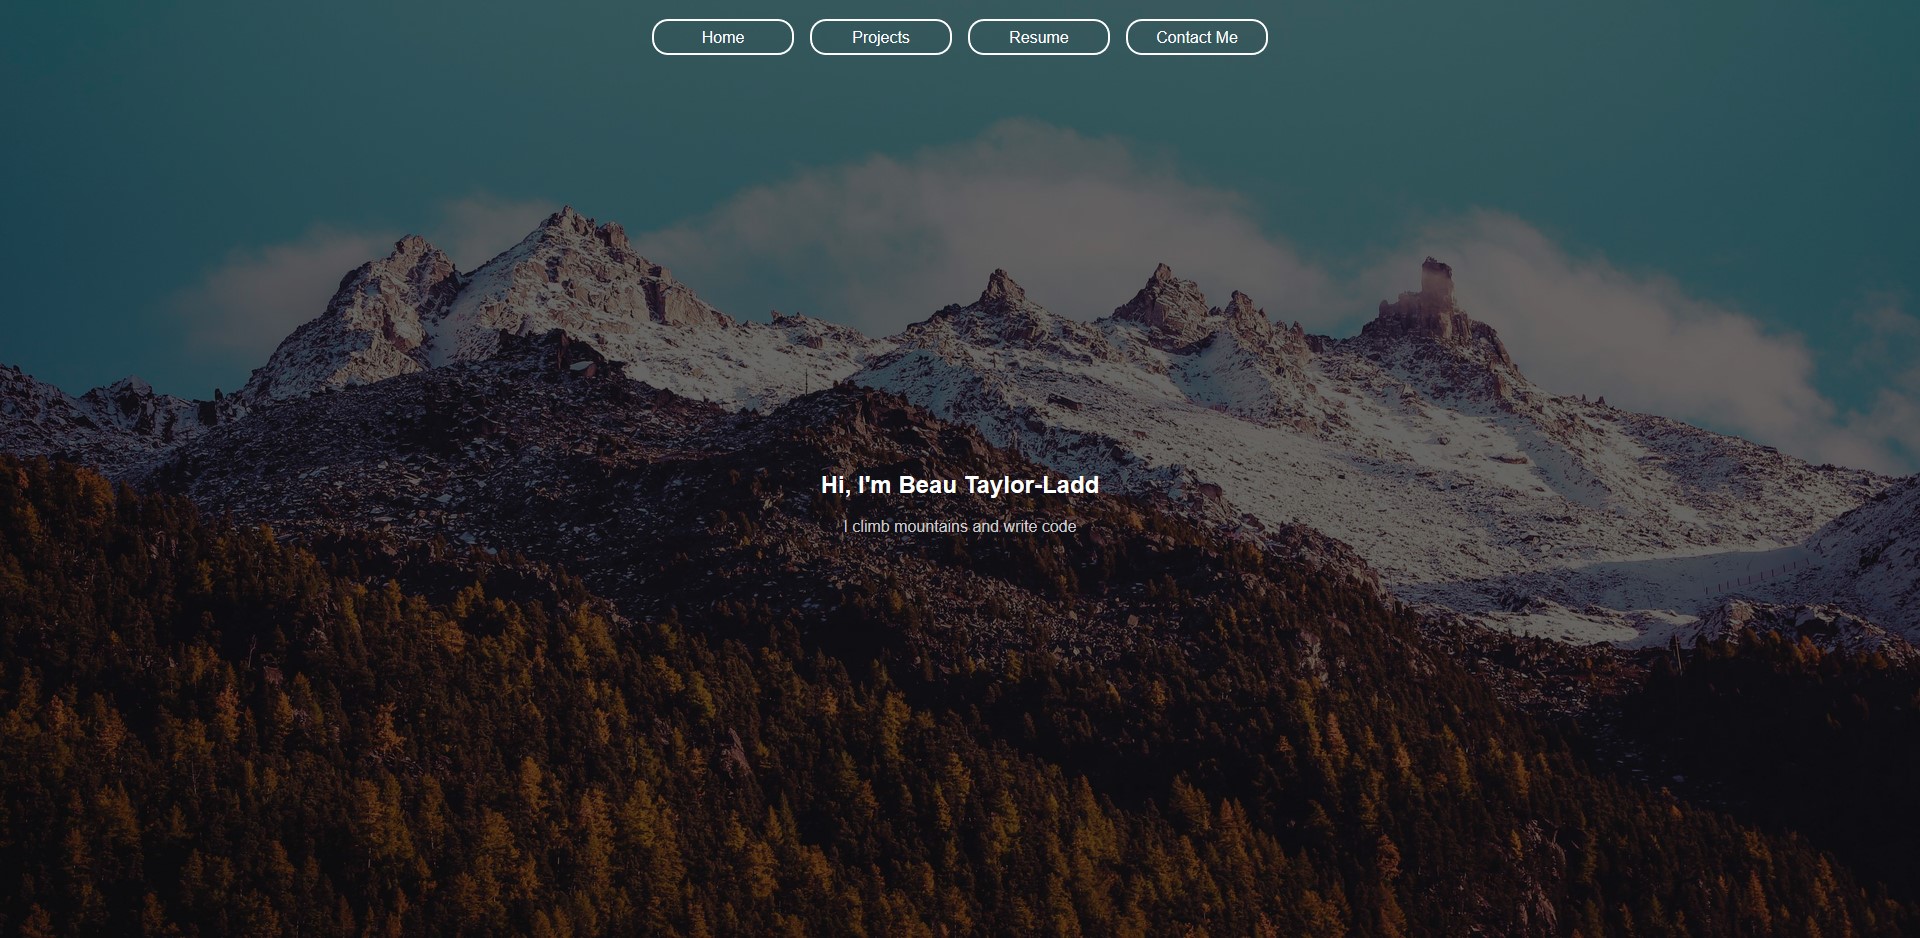 Home Projects Resume Contact Me
Hi, I'm Beau Taylor-Ladd
I climb mountains and write code